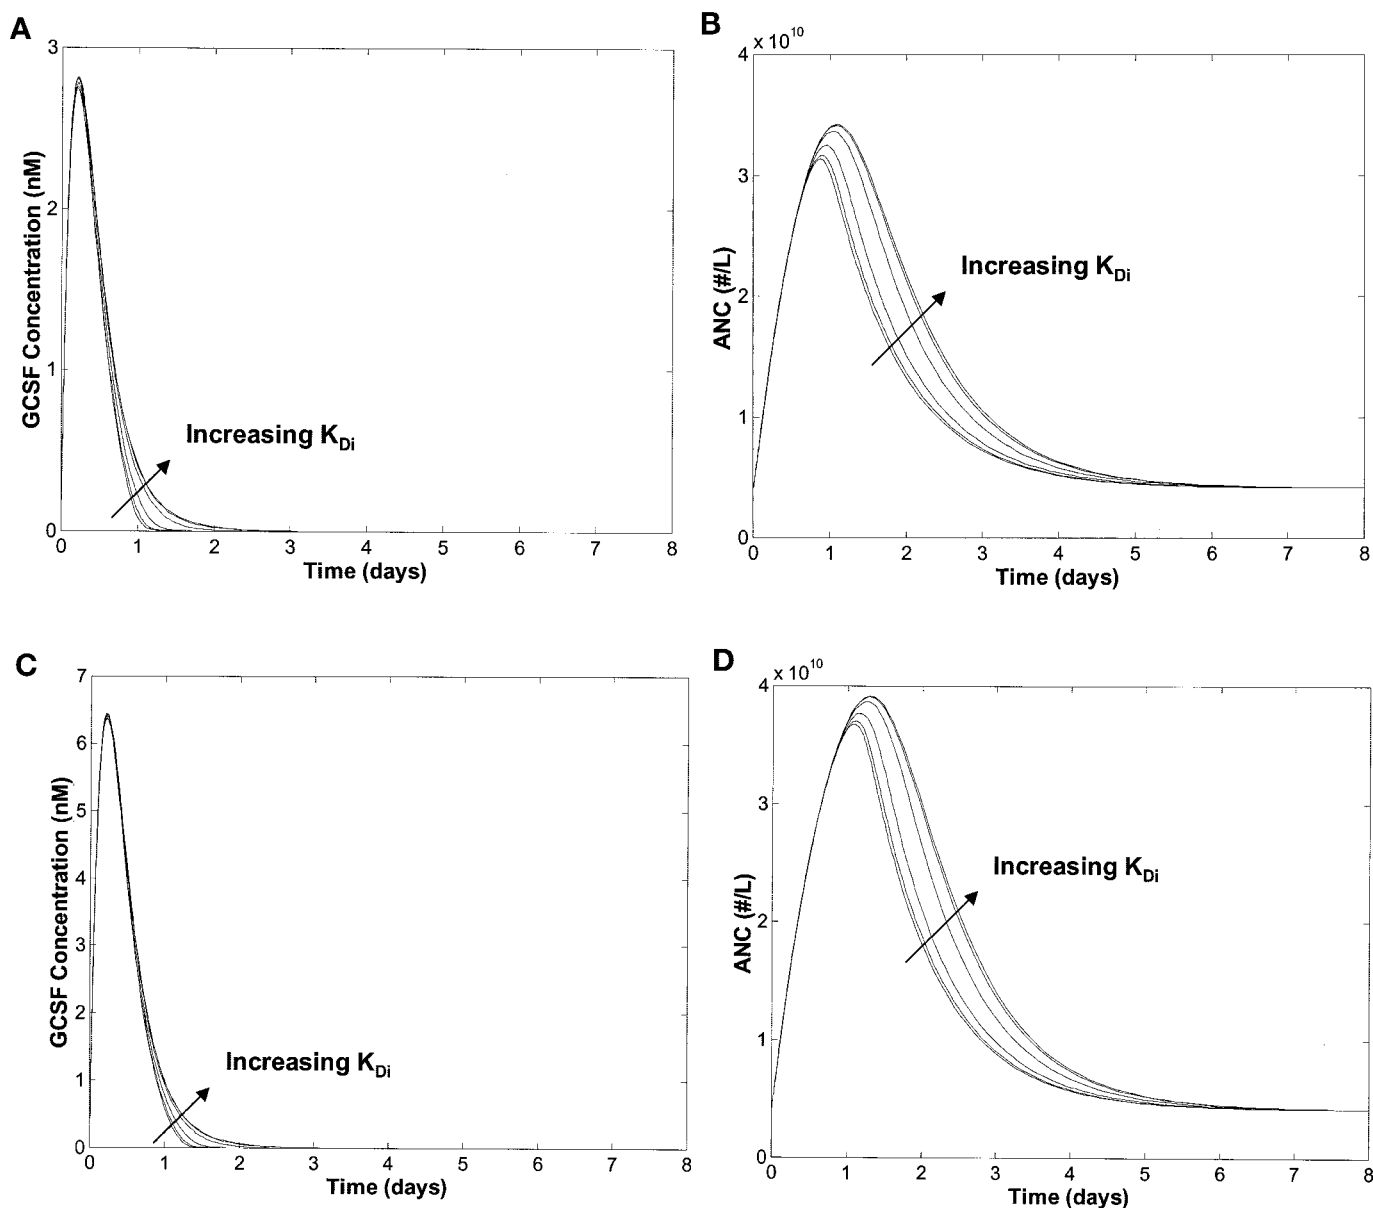 A
3
2
1
0
GCSF Concentration (nM)
Increasing K_Di
0 1 2 3 4 5 6 7 8
Time (days)
B
4 x 10^10
3
2
1
0
ANC (#/L)
Increasing K_Di
0 1 2 3 4 5 6 7 8
Time (days)
C
7
6
5
4
3
2
1
0
GCSF Concentration (nM)
Increasing K_Di
0 1 2 3 4 5 6 7 8
Time (days)
D
4 x 10^10
3
2
1
0
ANC (#/L)
Increasing K_Di
0 1 2 3 4 5 6 7 8
Time (days)